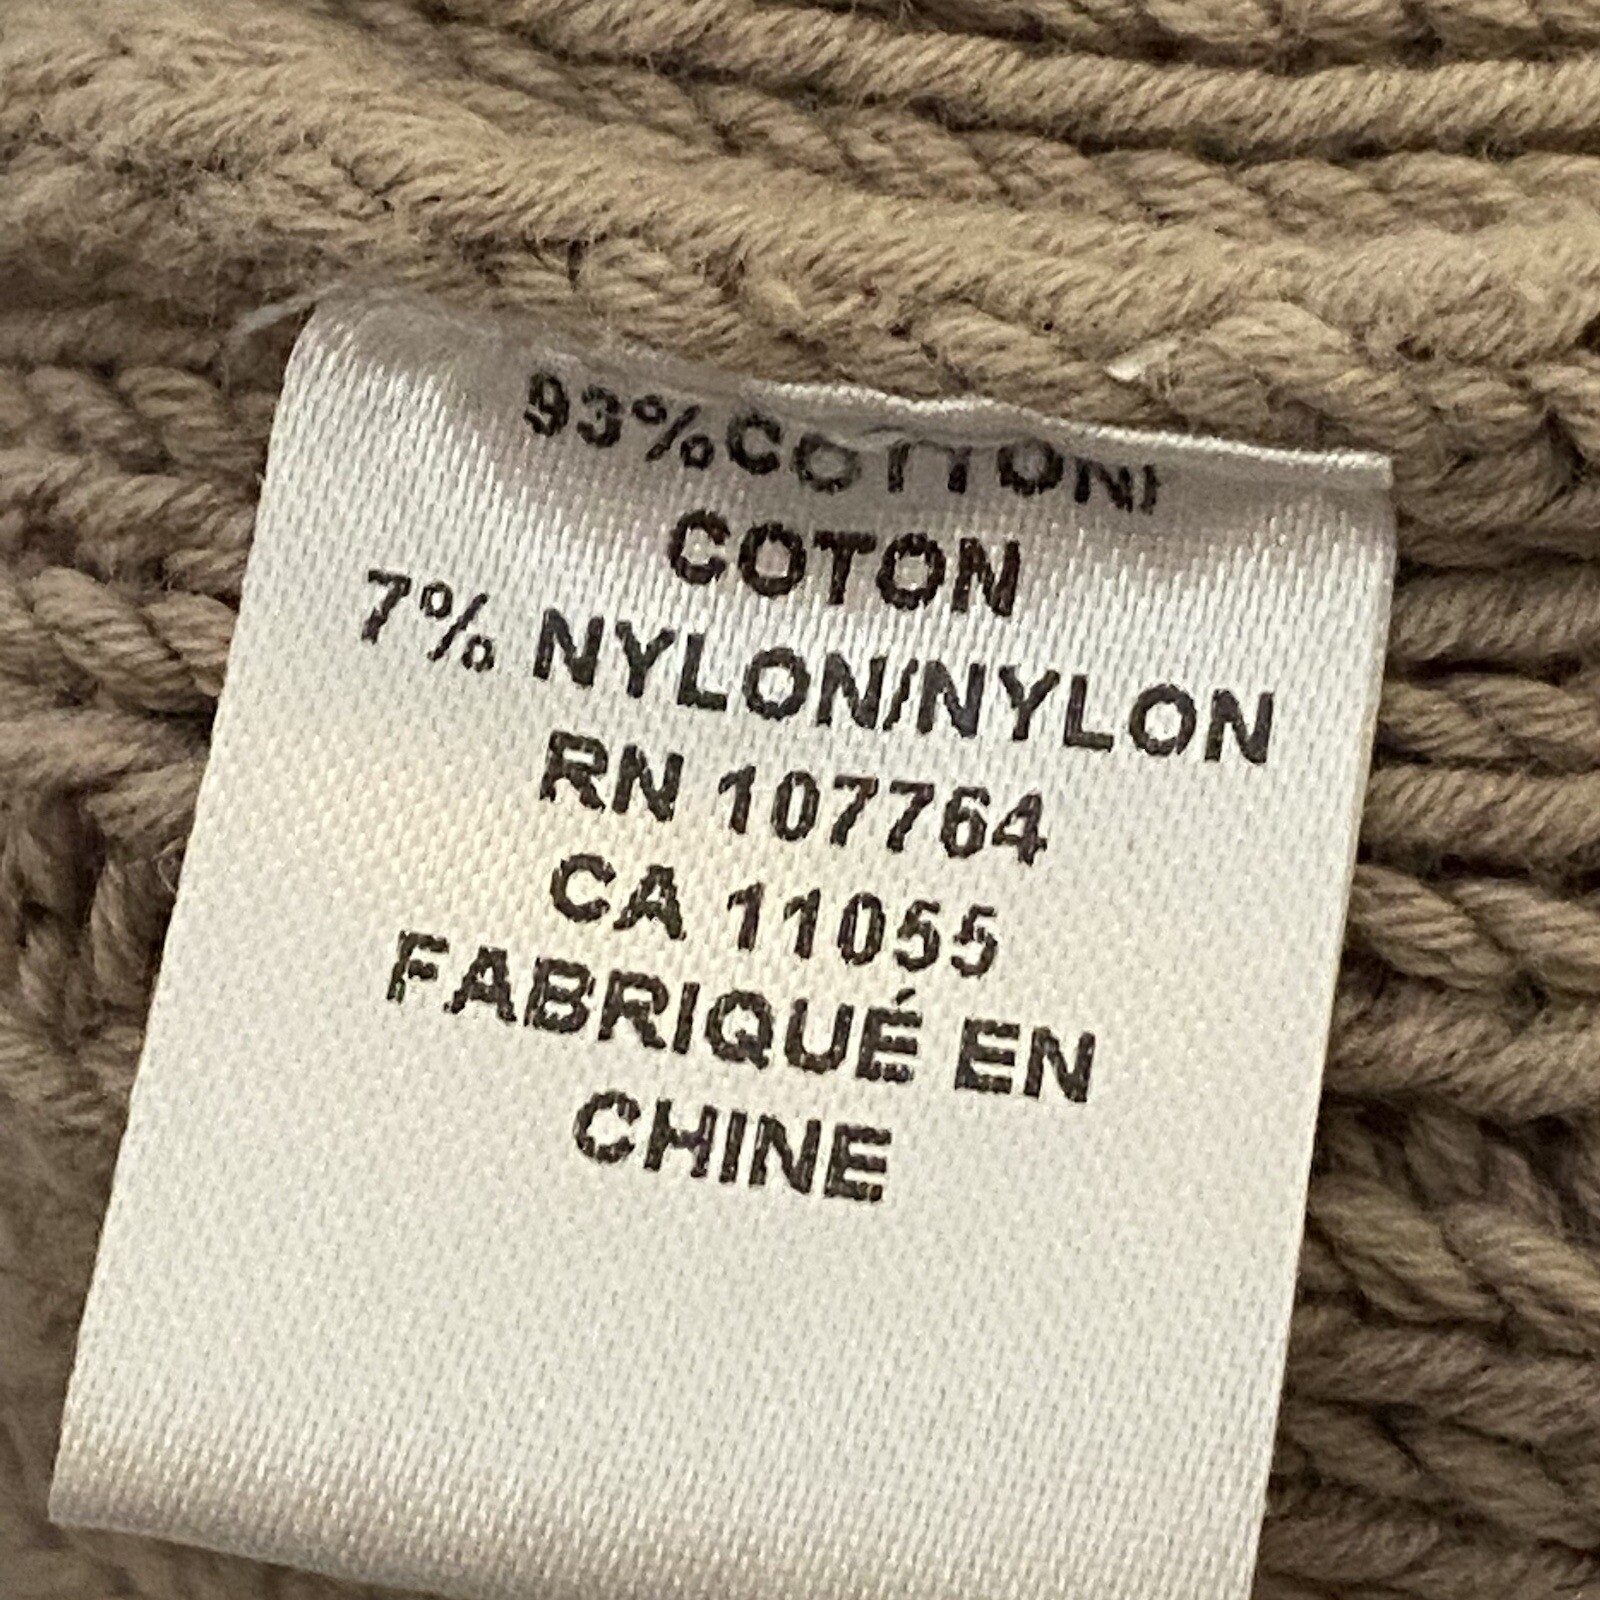 93%COTTON/
COTON
7% NYLON/NYLON
RN 107764
CA 11055
FABRIQUÉ EN
CHINE